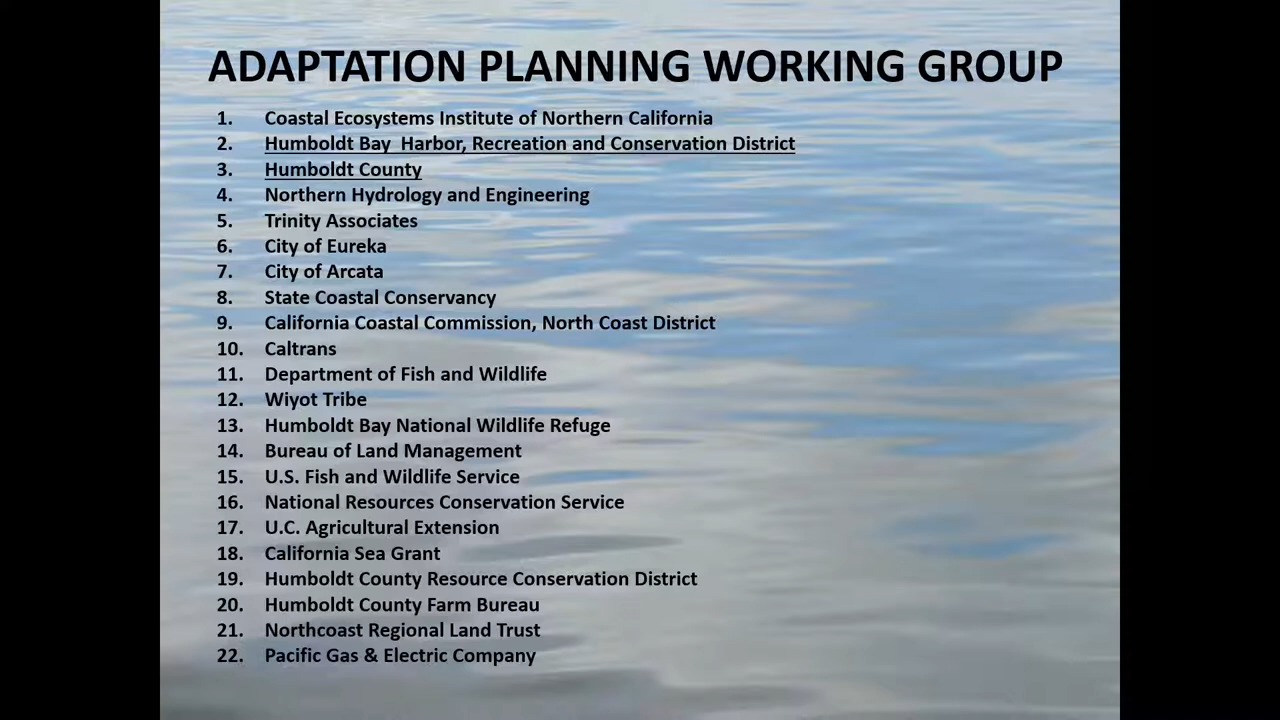 ADAPTATION PLANNING WORKING GROUP
1. Coastal Ecosystems Institute of Northern California
2. Humboldt Bay  Harbor, Recreation and Conservation District
3. Humboldt County
4. Northern Hydrology and Engineering
5. Trinity Associates
6. City of Eureka
7. City of Arcata
8. State Coastal Conservancy
9. California Coastal Commission, North Coast District
10. Caltrans
11. Department of Fish and Wildlife
12. Wiyot Tribe
13. Humboldt Bay National Wildlife Refuge
14. Bureau of Land Management
15. U.S. Fish and Wildlife Service
16. National Resources Conservation Service
17. U.C. Agricultural Extension
18. California Sea Grant
19. Humboldt County Resource Conservation District
20. Humboldt County Farm Bureau
21. Northcoast Regional Land Trust
22. Pacific Gas & Electric Company